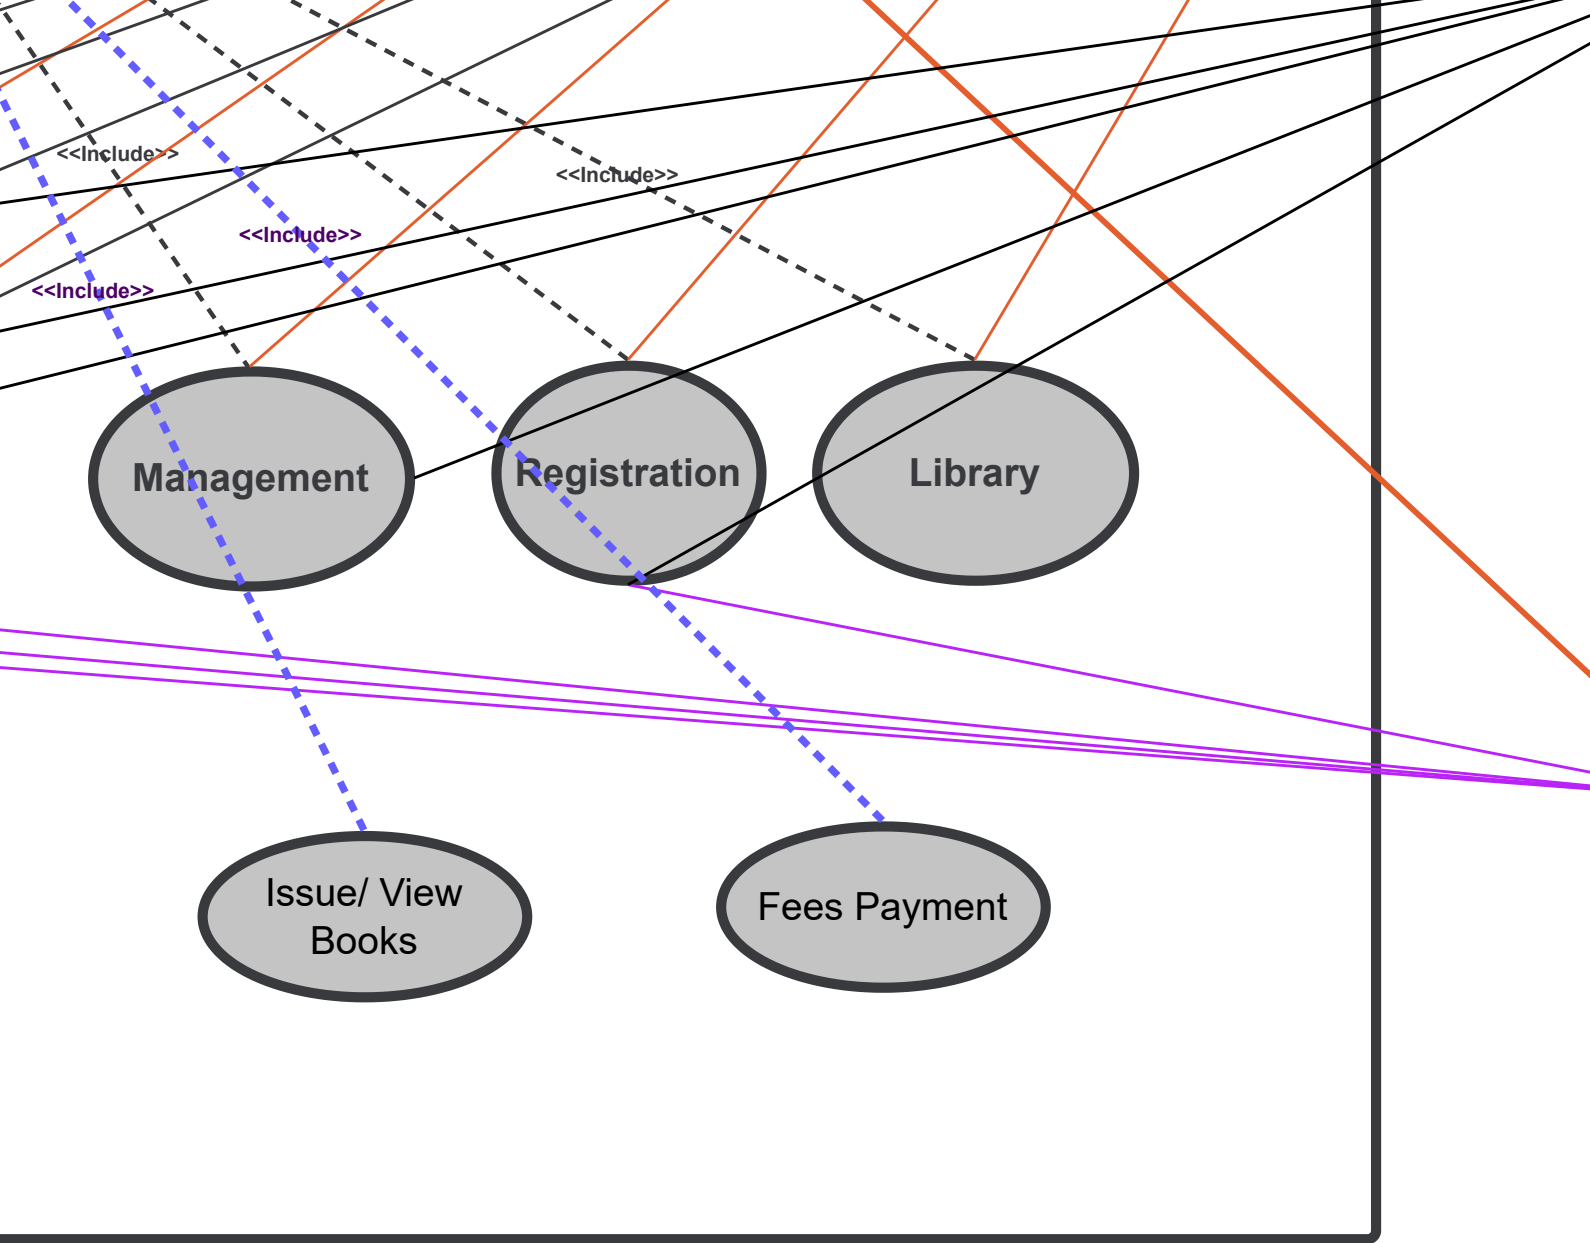 <<Include>>
<<Include>>
<<Include>>
<<Include>>
Management
Registration
Library
Issue/ View
Books
Fees Payment